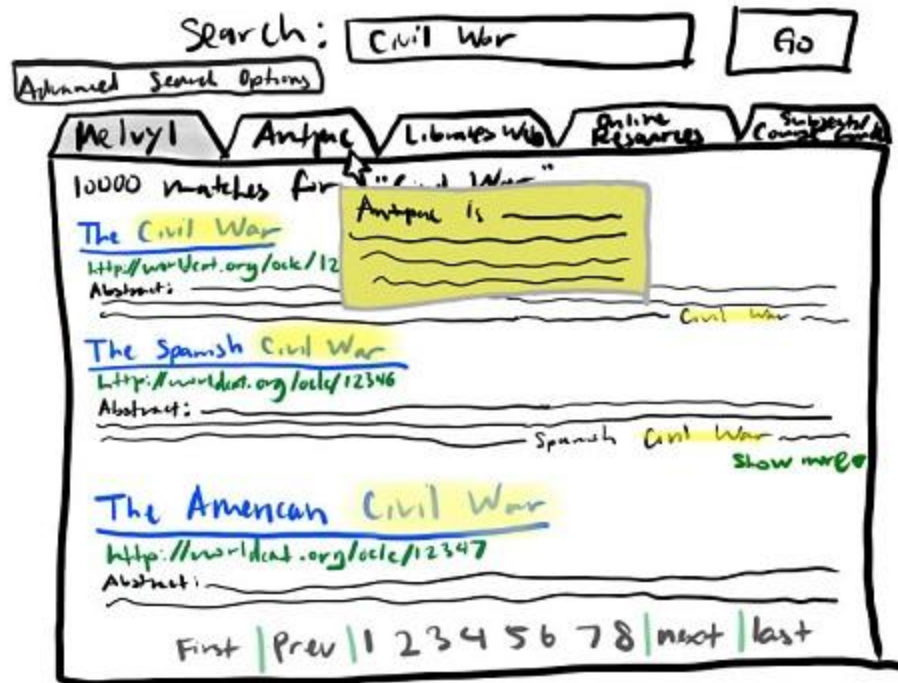 Search: Civil War GO
Advanced Search Options
Melvyl Antpac Libraries Web Online Resources Subjects/ Course Guide
10000 matches for "Civil War"
Antpac is
The Civil War
http://worldcat.org/oclc/12
Abstract:
Civil War
The Spanish Civil War
http://worldcat.org/oclc/12346
Abstract:
Spanish Civil War
Show more
The American Civil War
http://worldcat.org/oclc/12347
Abstract:
First | Prev | 1 2 3 4 5 6 7 8 | next | last